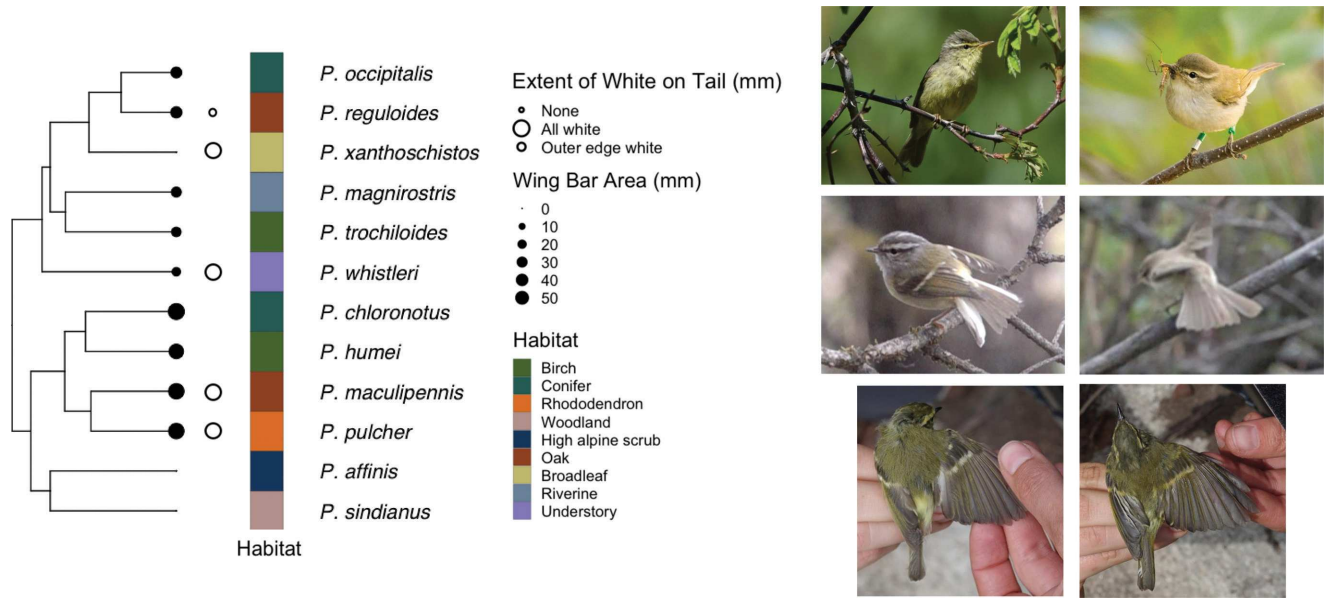 P. occipitalis
P. reguloides
P. xanthoschistos
P. magnirostris
P. trochiloides
P. whistleri
P. chloronotus
P. humei
P. maculipennis
P. pulcher
P. affinis
P. sindianus
Habitat
Extent of White on Tail (mm)
None
All white
Outer edge white
Wing Bar Area (mm)
0
10
20
30
40
50
Habitat
Birch
Conifer
Rhododendron
Woodland
High alpine scrub
Oak
Broadleaf
Riverine
Understory